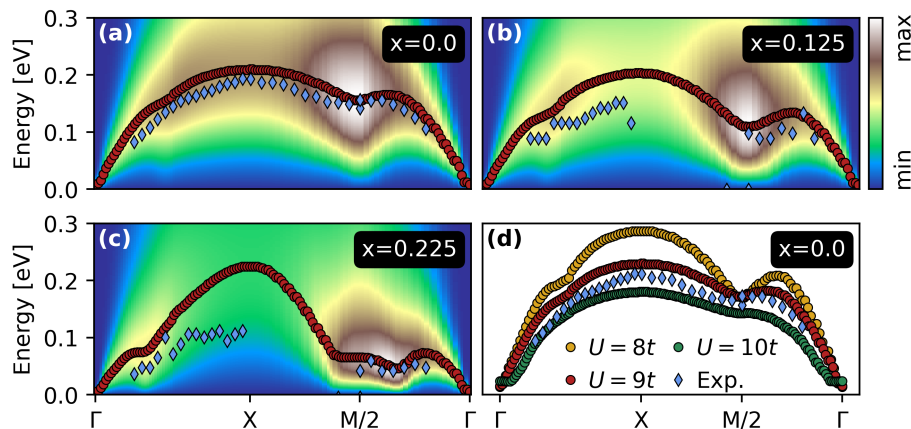 (a)
x=0.0
(b)
x=0.125
max
min
Energy [eV]
0.3
0.2
0.1
0.0
(c)
x=0.225
(d)
x=0.0
Energy [eV]
0.3
0.2
0.1
0.0
U = 8t
U = 10t
U = 9t
Exp.
Γ
X
M/2
Γ
Γ
X
M/2
Γ